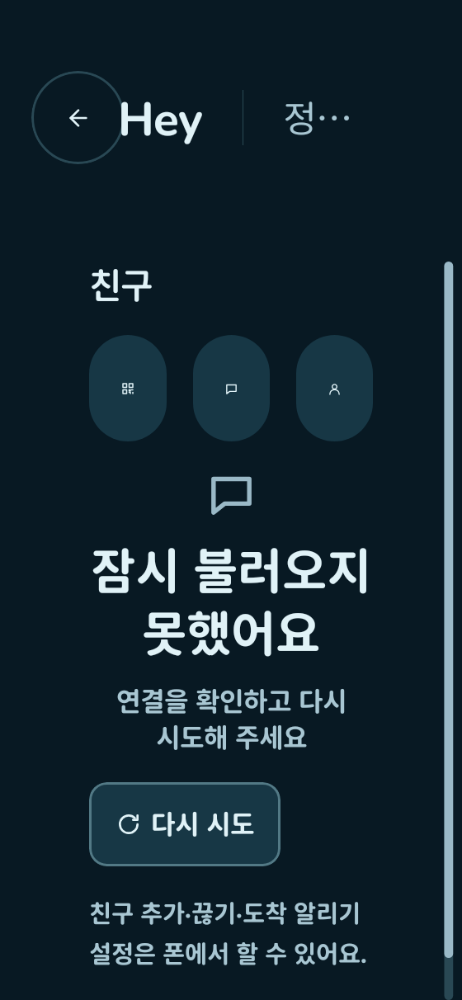 Hey 정…
친구
잠시 불러오지
못했어요
연결을 확인하고 다시
시도해 주세요
다시 시도
친구 추가·끊기·도착 알리기
설정은 폰에서 할 수 있어요.